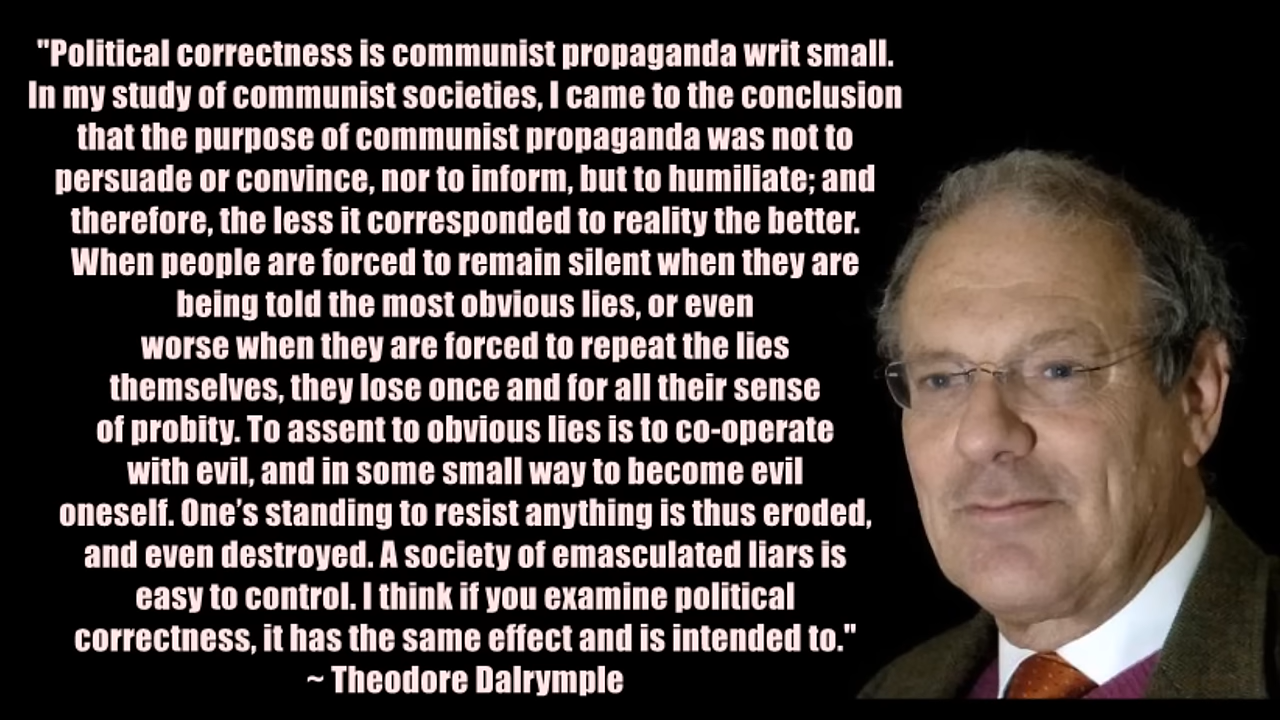 "Political correctness is communist propaganda writ small.
In my study of communist societies, I came to the conclusion
that the purpose of communist propaganda was not to
persuade or convince, nor to inform, but to humiliate; and
therefore, the less it corresponded to reality the better.
When people are forced to remain silent when they are
being told the most obvious lies, or even
worse when they are forced to repeat the lies
themselves, they lose once and for all their sense
of probity. To assent to obvious lies is to co-operate
with evil, and in some small way to become evil
oneself. One's standing to resist anything is thus eroded,
and even destroyed. A society of emasculated liars is
easy to control. I think if you examine political
correctness, it has the same effect and is intended to."
~ Theodore Dalrymple